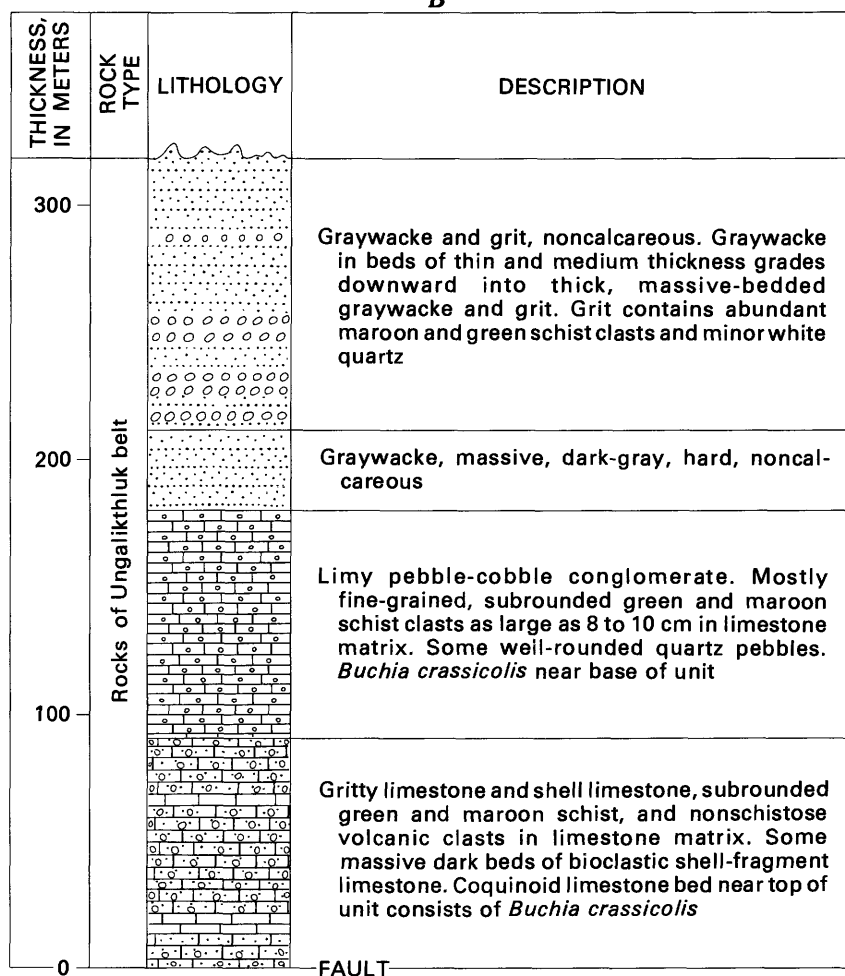 B
THICKNESS,
IN METERS
ROCK
TYPE
LITHOLOGY
DESCRIPTION
300
200
100
0
Rocks of Ungalikthluk belt
Graywacke and grit, noncalcareous. Graywacke
in beds of thin and medium thickness grades
downward into thick, massive-bedded
graywacke and grit. Grit contains abundant
maroon and green schist clasts and minor white
quartz
Graywacke, massive, dark-gray, hard, noncal-
careous
Limy pebble-cobble conglomerate. Mostly
fine-grained, subrounded green and maroon
schist clasts as large as 8 to 10 cm in limestone
matrix. Some well-rounded quartz pebbles.
Buchia crassicolis near base of unit
Gritty limestone and shell limestone, subrounded
green and maroon schist, and nonschistose
volcanic clasts in limestone matrix. Some
massive dark beds of bioclastic shell-fragment
limestone. Coquinoid limestone bed near top of
unit consists of Buchia crassicolis
FAULT